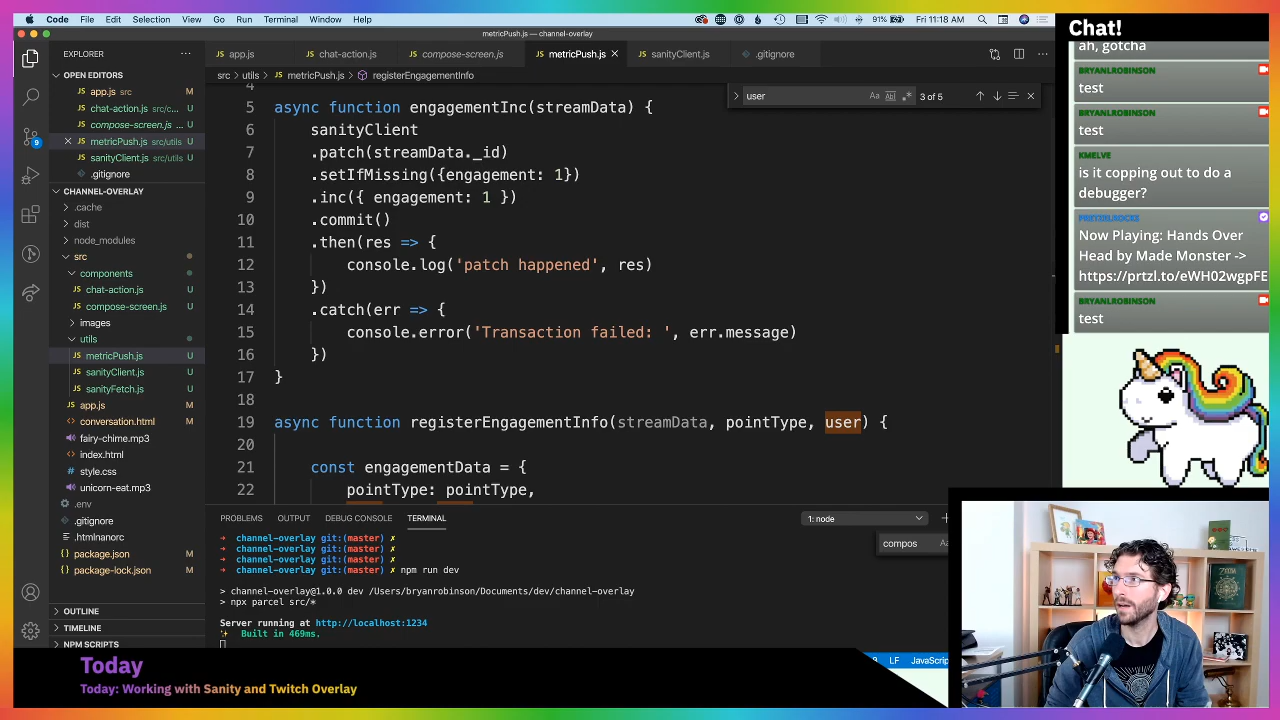 Code File Edit Selection View Go Run Terminal Window Help
91% Fri 11:18 AM
metricPush.js — channel-overlay
EXPLORER
OPEN EDITORS
app.js M
chat-action.js src/c... U
compose-screen.js ... U
metricPush.js src/utils U
sanityClient.js src/utils U
.gitignore
CHANNEL-OVERLAY
.cache
dist
node_modules
src
components
chat-action.js U
compose-screen.js U
images
utils
metricPush.js U
sanityClient.js U
sanityFetch.js U
app.js M
conversation.html U
fairy-chime.mp3 U
index.html M
style.css M
unicorn-eat.mp3 U
.env
.gitignore U
.htmlnanorc
package.json M
package-lock.json M
OUTLINE
TIMELINE
NPM SCRIPTS
9
app.js chat-action.js compose-screen.js metricPush.js sanityClient.js .gitignore
src > utils > metricPush.js > registerEngagementInfo
user Aa 3 of 5
4
5 async function engagementInc(streamData) {
6 sanityClient
7 .patch(streamData._id)
8 .setIfMissing({engagement: 1})
9 .inc({ engagement: 1 })
10 .commit()
11 .then(res => {
12 console.log('patch happened', res)
13 })
14 .catch(err => {
15 console.error('Transaction failed: ', err.message)
16 })
17 }
18
19 async function registerEngagementInfo(streamData, pointType, user) {
20
21 const engagementData = {
22 pointType: pointType,
PROBLEMS OUTPUT DEBUG CONSOLE TERMINAL 1: node
compos
→ channel-overlay git:(master) ✗
→ channel-overlay git:(master) ✗
→ channel-overlay git:(master) ✗
→ channel-overlay git:(master) ✗ npm run dev
> channel-overlay@1.0.0 dev /Users/bryanrobinson/Documents/dev/channel-overlay
> npx parcel src/*
Server running at http://localhost:1234
✨ Built in 469ms.
LF JavaScrip
Chat!
ah, gotcha
BRYANLROBINSON
test
BRYANLROBINSON
test
KMELVE
is it copping out to do a
debugger?
PRETZELROCKS
Now Playing: Hands Over
Head by Made Monster ->
https://prtzl.to/eWH02wgpFE
BRYANLROBINSON
test
Today
Today: Working with Sanity and Twitch Overlay